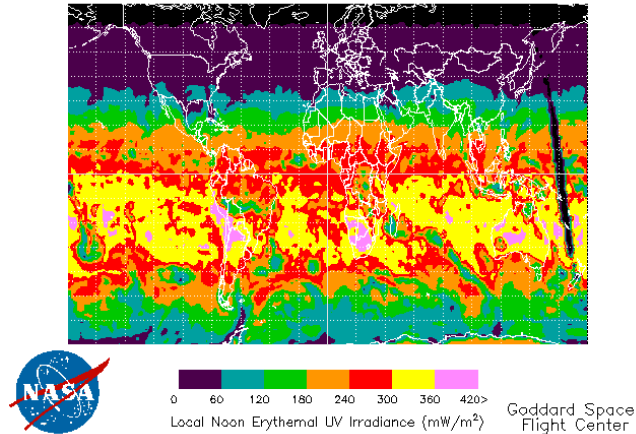 NASA
0 60 120 180 240 300 360 420>
Local Noon Erythemal UV Irradiance (mW/m²)
Goddard Space
Flight Center